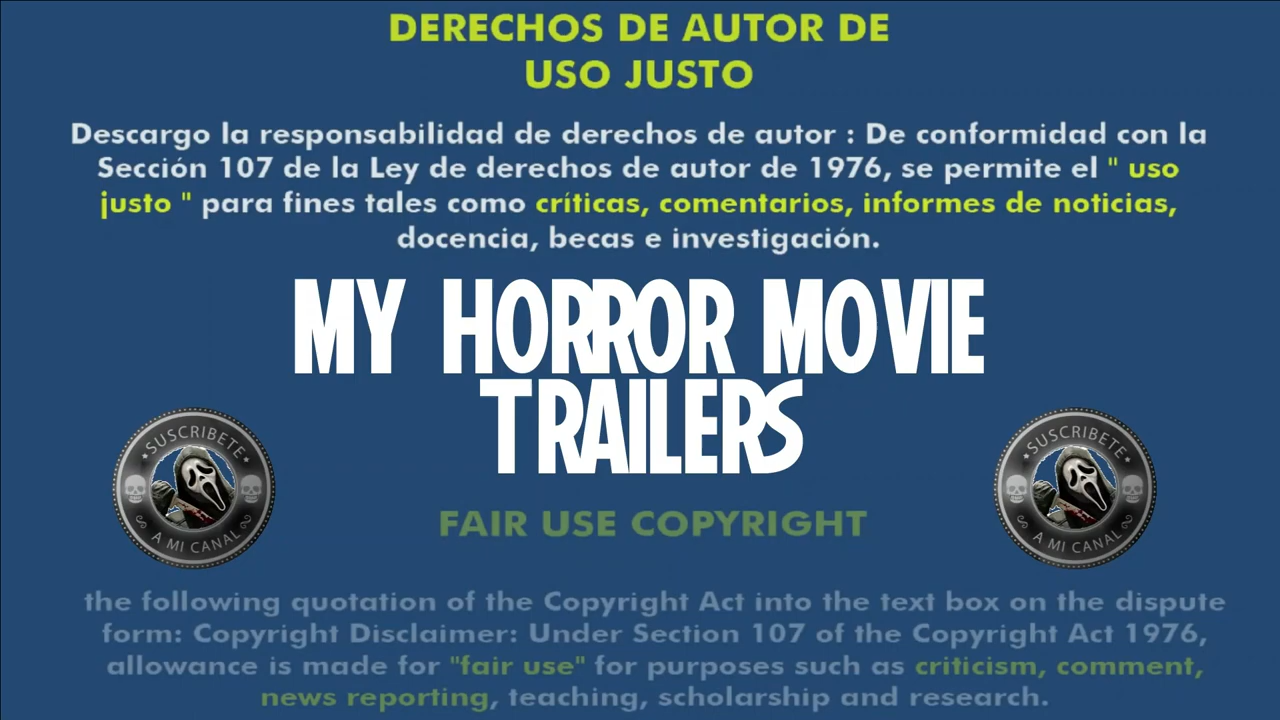 DERECHOS DE AUTOR DE
USO JUSTO
Descargo la responsabilidad de derechos de autor : De conformidad con la
Sección 107 de la Ley de derechos de autor de 1976, se permite el " uso
justo " para fines tales como críticas, comentarios, informes de noticias,
docencia, becas e investigación.
MY HORROR MOVIE
TRAILERS
SUSCRIBETE
A MI CANAL
SUSCRIBETE
A MI CANAL
FAIR USE COPYRIGHT
the following quotation of the Copyright Act into the text box on the dispute
form: Copyright Disclaimer: Under Section 107 of the Copyright Act 1976,
allowance is made for "fair use" for purposes such as criticism, comment,
news reporting, teaching, scholarship and research.